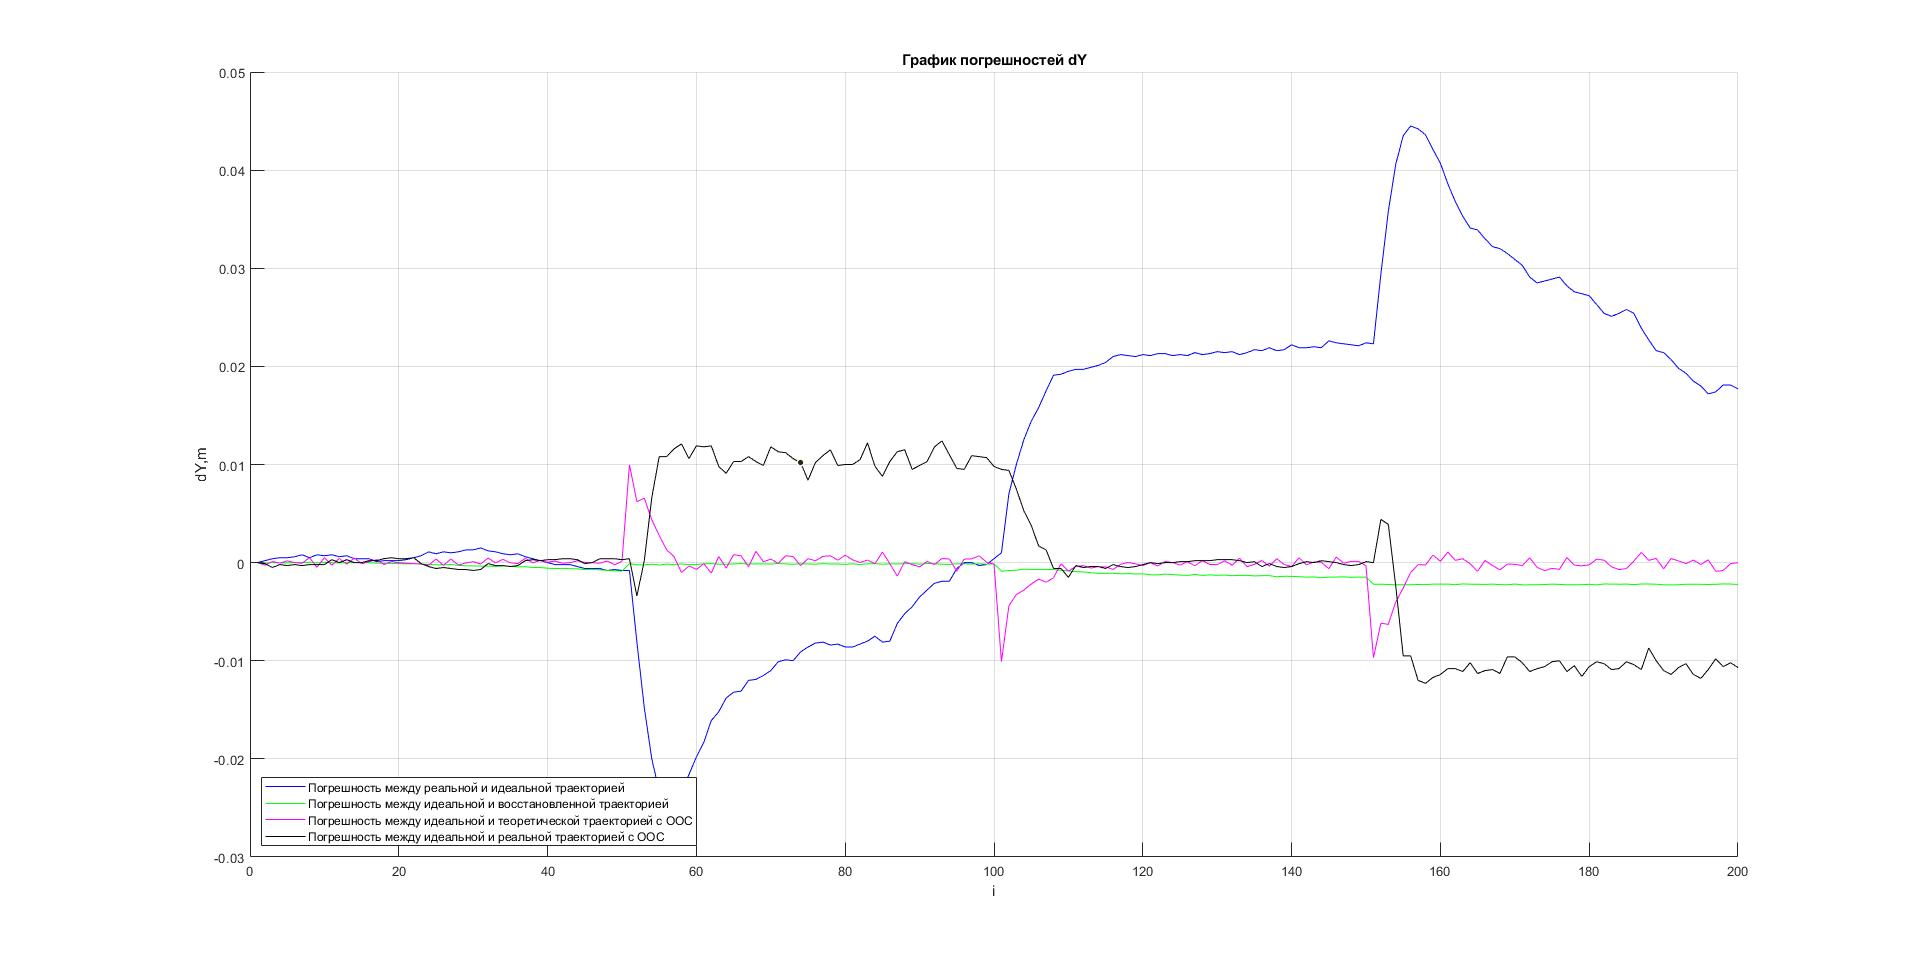 График погрешностей dY
0.05
0.04
0.03
0.02
0.01
0
-0.01
-0.02
-0.03
dY,m
Погрешность между реальной и идеальной траекторией
Погрешность между идеальной и восстановленной траекторией
Погрешность между идеальной и теоретической траекторией с ООС
Погрешность между идеальной и реальной траекторией с ООС
0 20 40 60 80 100 120 140 160 180 200
i